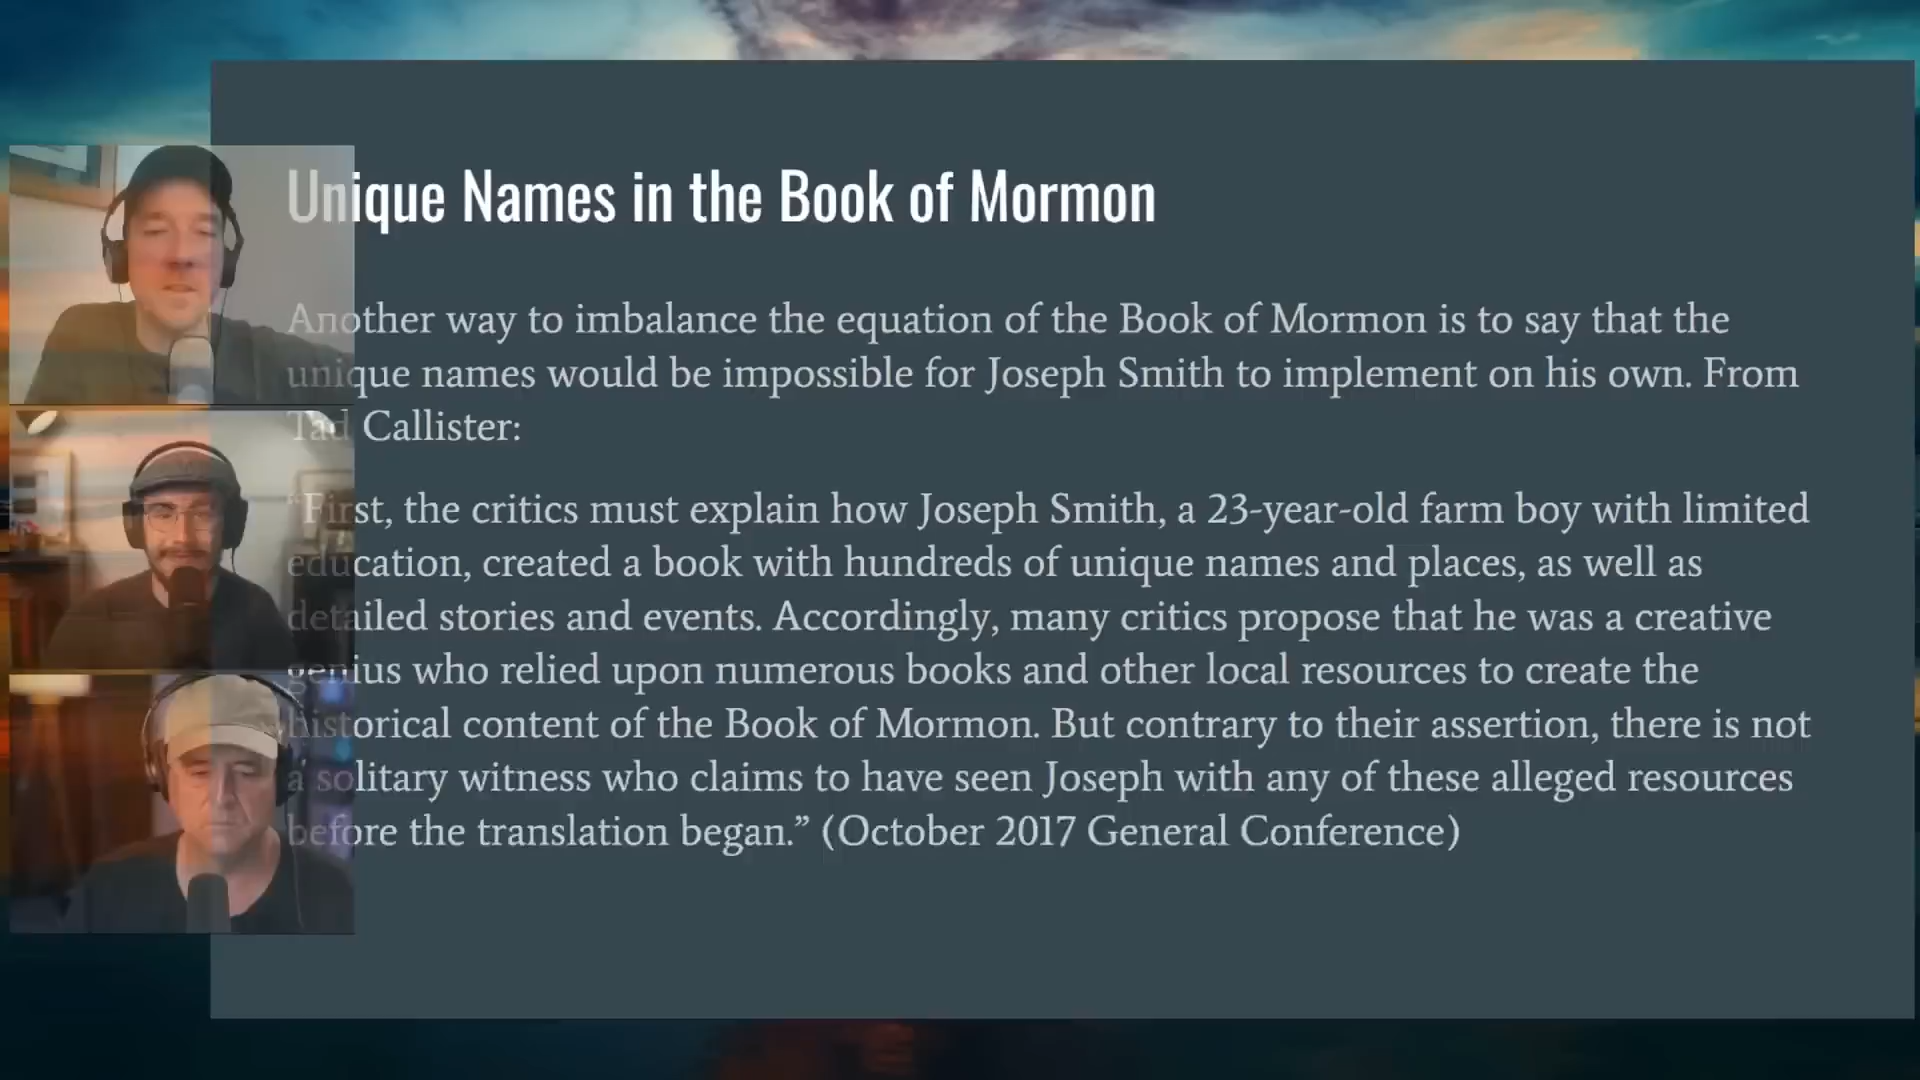 Unique Names in the Book of Mormon
Another way to imbalance the equation of the Book of Mormon is to say that the
unique names would be impossible for Joseph Smith to implement on his own. From
Tad Callister:
“First, the critics must explain how Joseph Smith, a 23-year-old farm boy with limited
education, created a book with hundreds of unique names and places, as well as
detailed stories and events. Accordingly, many critics propose that he was a creative
genius who relied upon numerous books and other local resources to create the
historical content of the Book of Mormon. But contrary to their assertion, there is not
a solitary witness who claims to have seen Joseph with any of these alleged resources
before the translation began.” (October 2017 General Conference)